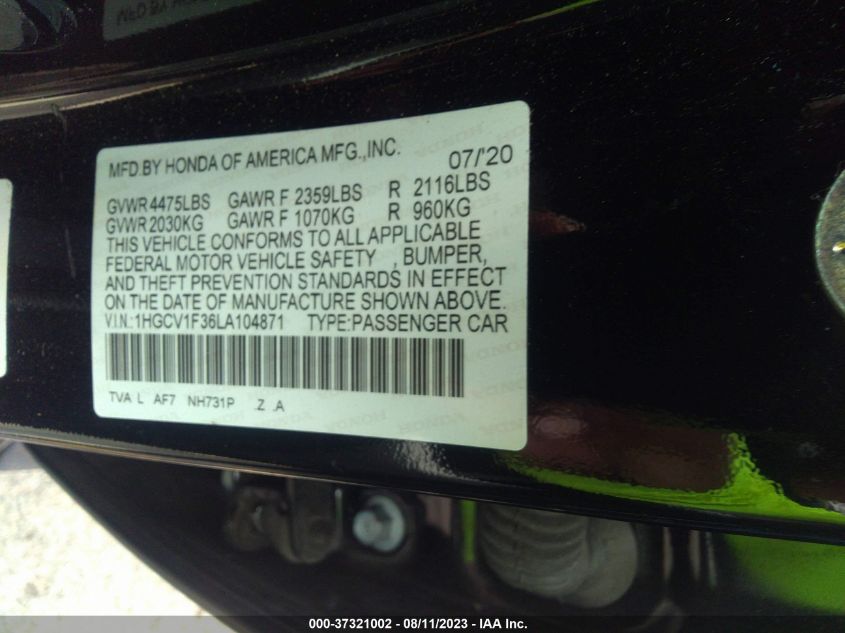 MFD.BY HONDA OF AMERICA MFG.,INC. 07/'20
GVWR 4475LBS GAWR F 2359LBS R 2116LBS
GVWR 2030KG GAWR F 1070KG R 960KG
THIS VEHICLE CONFORMS TO ALL APPLICABLE
FEDERAL MOTOR VEHICLE SAFETY , BUMPER,
AND THEFT PREVENTION STANDARDS IN EFFECT
ON THE DATE OF MANUFACTURE SHOWN ABOVE.
V.I.N.:1HGCV1F36LA104871 TYPE:PASSENGER CAR
TVA L AF7 NH731P .Z .A
000-37321002 - 08/11/2023 - IAA Inc.